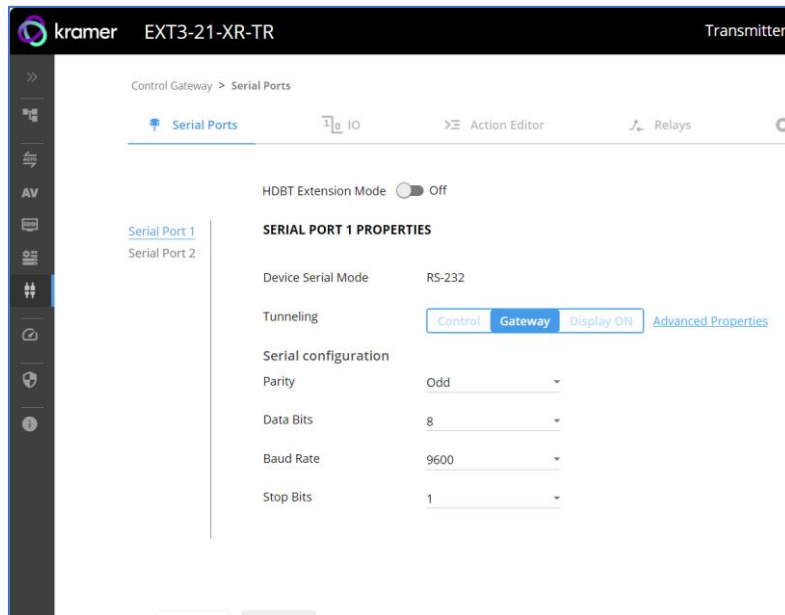 kramer EXT3-21-XR-TR Transmitter
Control Gateway > Serial Ports
Serial Ports IO Action Editor Relays
AUTO
AV
HDBT Extension Mode Off
Serial Port 1
Serial Port 2
SERIAL PORT 1 PROPERTIES
Device Serial Mode RS-232
Tunneling Control Gateway Display ON Advanced Properties
Serial configuration
Parity Odd
Data Bits 8
Baud Rate 9600
Stop Bits 1